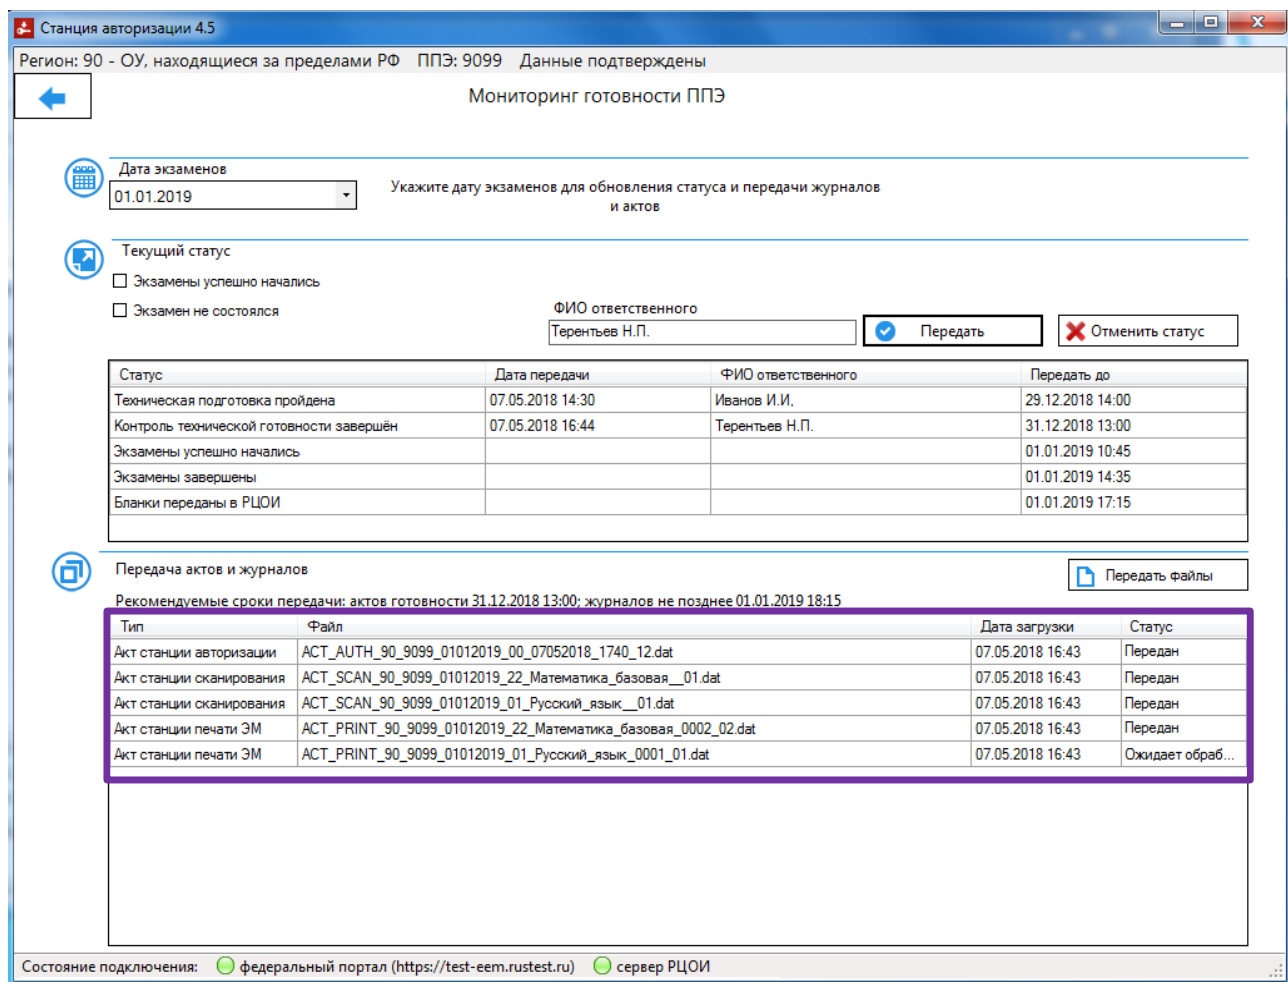 Станция авторизации 4.5
Регион: 90 - ОУ, находящиеся за пределами РФ ППЭ: 9099 Данные подтверждены
Мониторинг готовности ППЭ
Дата экзаменов
01.01.2019
Укажите дату экзаменов для обновления статуса и передачи журналов
и актов
Текущий статус
Экзамены успешно начались
Экзамен не состоялся
ФИО ответственного
Терентьев Н.П.
Передать
Отменить статус
Статус Дата передачи ФИО ответственного Передать до
Техническая подготовка пройдена 07.05.2018 14:30 Иванов И.И, 29.12.2018 14:00
Контроль технической готовности завершён 07.05.2018 16:44 Терентьев Н.П. 31.12.2018 13:00
Экзамены успешно начались 01.01.2019 10:45
Экзамены завершены 01.01.2019 14:35
Бланки переданы в РЦОИ 01.01.2019 17:15
Передача актов и журналов
Передать файлы
Рекомендуемые сроки передачи: актов готовности 31.12.2018 13:00; журналов не позднее 01.01.2019 18:15
Тип Файл Дата загрузки Статус
Акт станции авторизации ACT_AUTH_90_9099_01012019_00_07052018_1740_12.dat 07.05.2018 16:43 Передан
Акт станции сканирования ACT_SCAN_90_9099_01012019_22_Математика_базовая__01.dat 07.05.2018 16:43 Передан
Акт станции сканирования ACT_SCAN_90_9099_01012019_01_Русский_язык__01.dat 07.05.2018 16:43 Передан
Акт станции печати ЭМ ACT_PRINT_90_9099_01012019_22_Математика_базовая_0002_02.dat 07.05.2018 16:43 Передан
Акт станции печати ЭМ ACT_PRINT_90_9099_01012019_01_Русский_язык_0001_01.dat 07.05.2018 16:43 Ожидает обраб...
Состояние подключения: федеральный портал (https://test-eem.rustest.ru) сервер РЦОИ